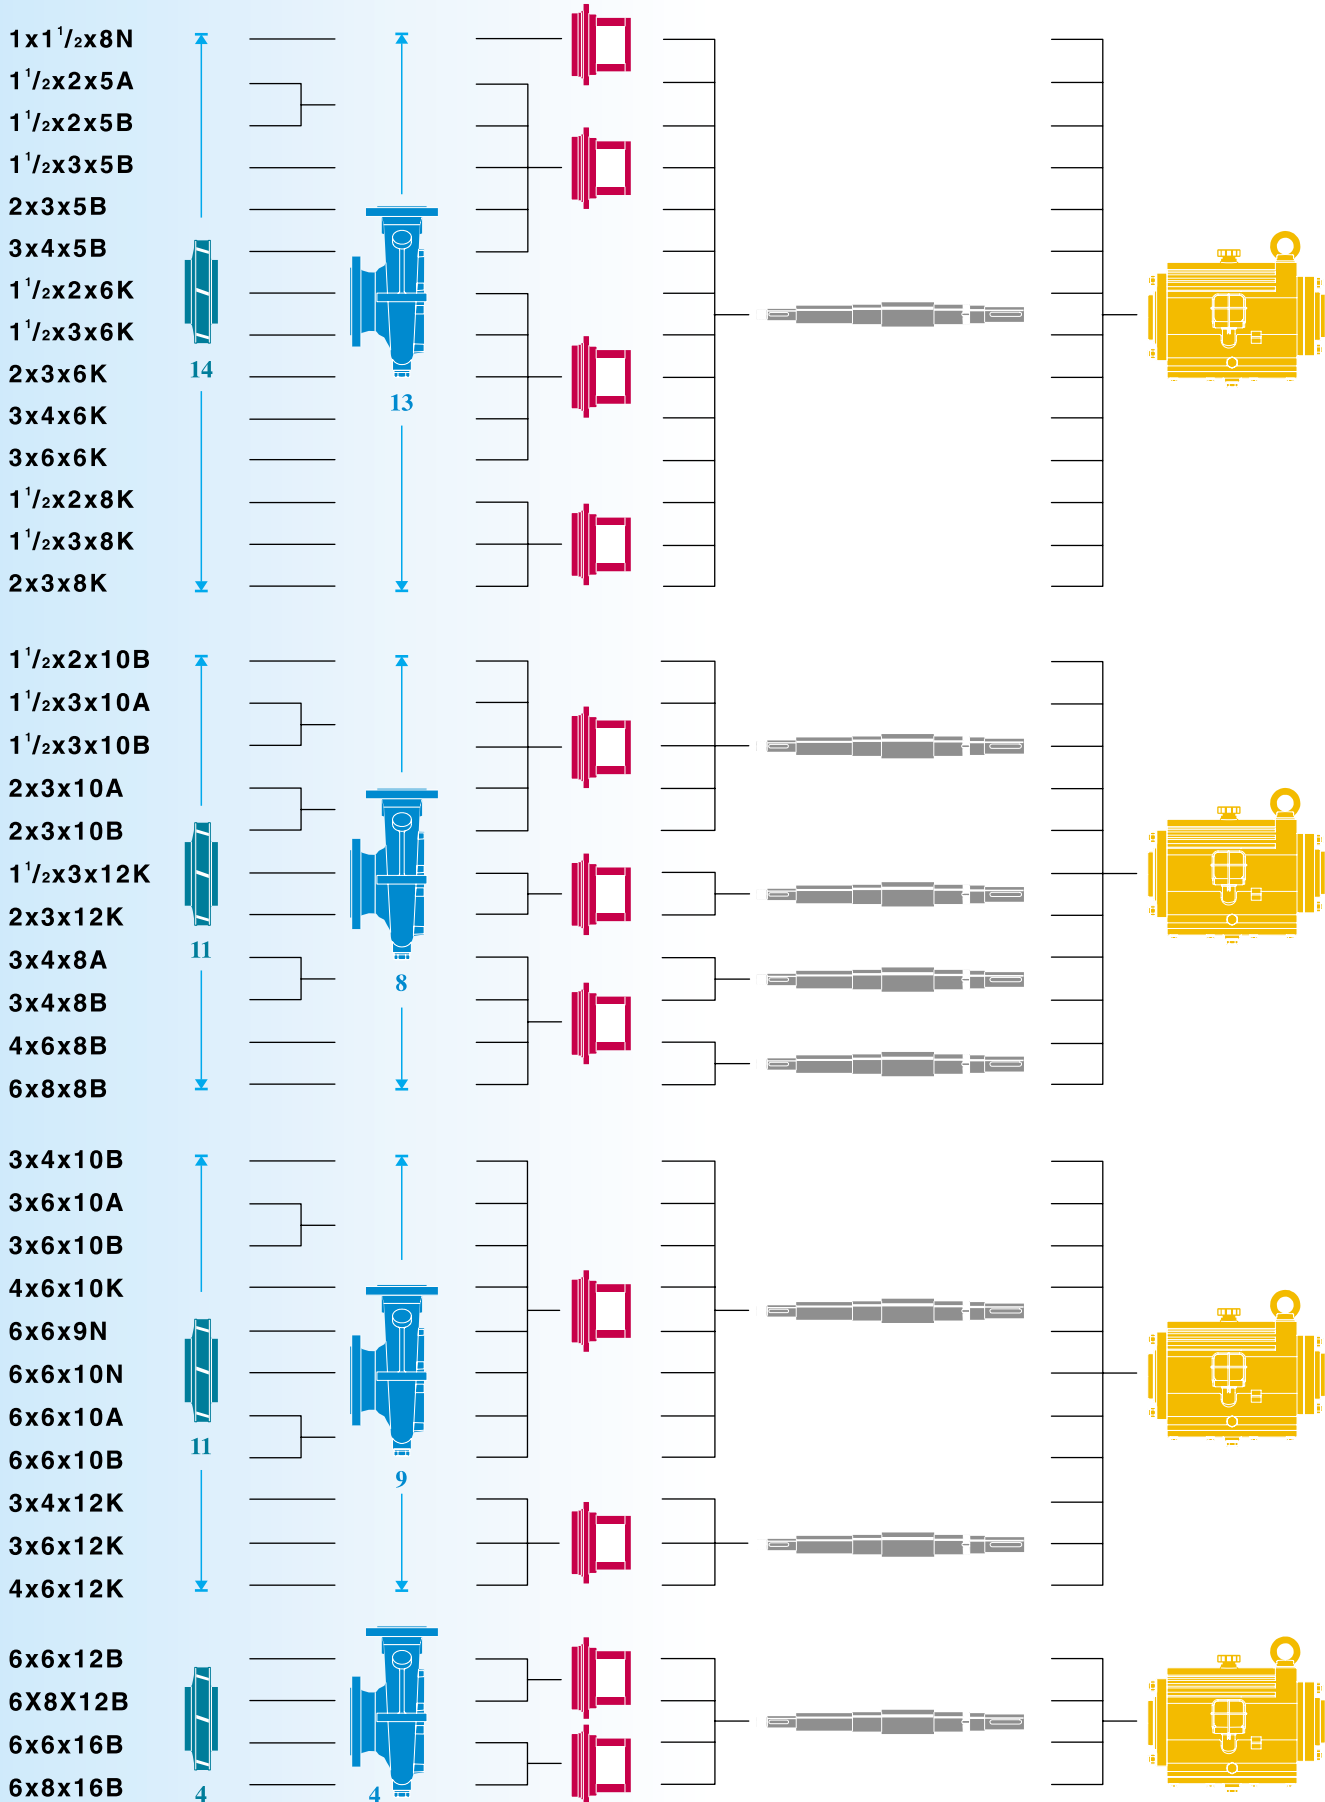 1x1 1/2x8N
1 1/2x2x5A
1 1/2x2x5B
1 1/2x3x5B
2x3x5B
3x4x5B
1 1/2x2x6K
1 1/2x3x6K
2x3x6K
14
13
3x4x6K
3x6x6K
1 1/2x2x8K
1 1/2x3x8K
2x3x8K
1 1/2x2x10B
1 1/2x3x10A
1 1/2x3x10B
2x3x10A
2x3x10B
1 1/2x3x12K
2x3x12K
11
3x4x8A
8
3x4x8B
4x6x8B
6x8x8B
3x4x10B
3x6x10A
3x6x10B
4x6x10K
6x6x9N
6x6x10N
6x6x10A
11
6x6x10B
9
3x4x12K
3x6x12K
4x6x12K
6x6x12B
6X8X12B
6x6x16B
6x8x16B
4
4